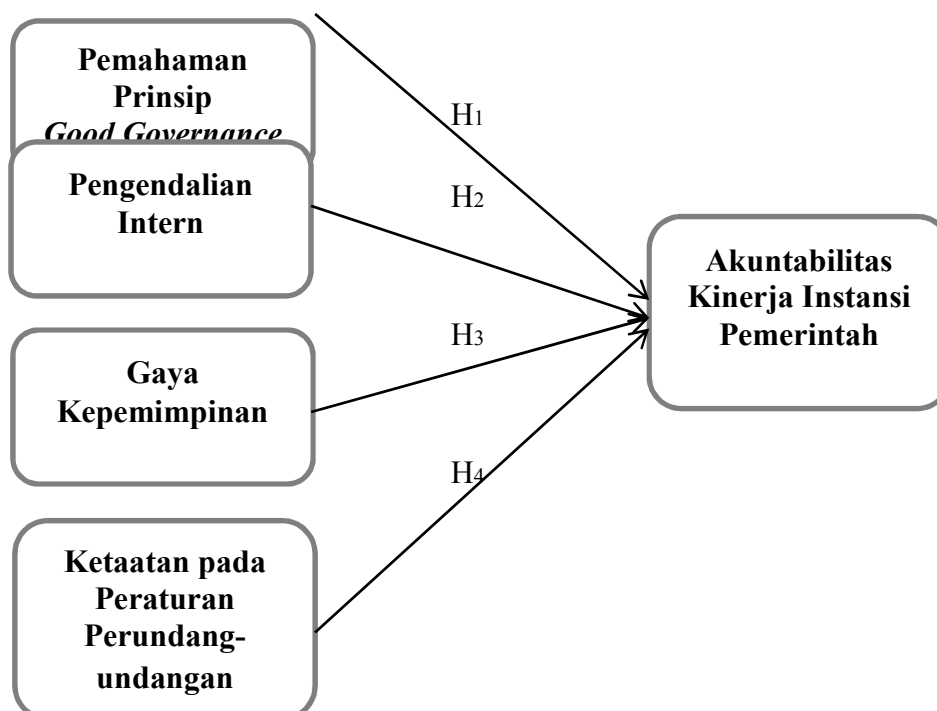 Pemahaman
Prinsip
Good Governance
H1
Pengendalian
Intern
H2
Akuntabilitas
Kinerja Instansi
Pemerintah
Gaya
Kepemimpinan
H3
Ketaatan pada
Peraturan
Perundang-
undangan
H4